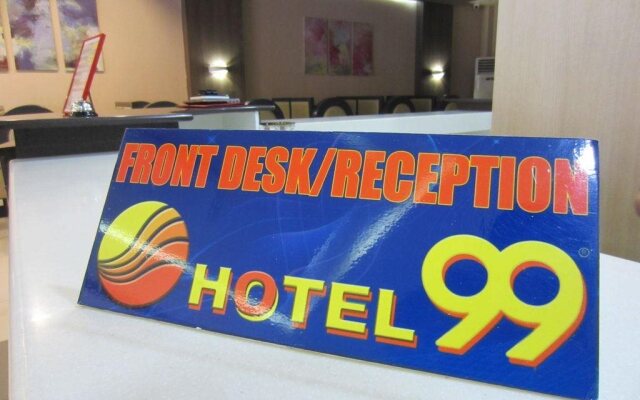 FRONT DESK/RECEPTION
HOTEL 99
®